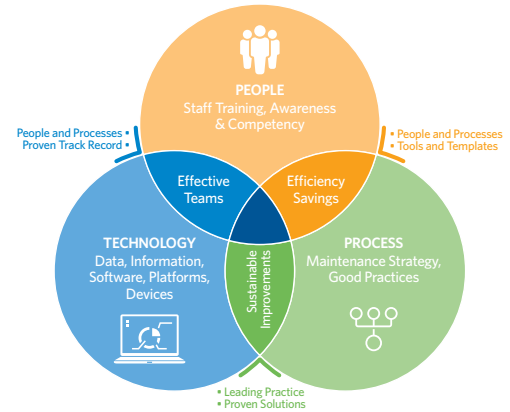 PEOPLE
Staff Training, Awareness
& Competency
People and Processes •
Proven Track Record •
• People and Processes
• Tools and Templates
Effective
Teams
Efficiency
Savings
TECHNOLOGY
Data, Information,
Software, Platforms,
Devices
Sustainable
Improvements
PROCESS
Maintenance Strategy,
Good Practices
• Leading Practice
• Proven Solutions